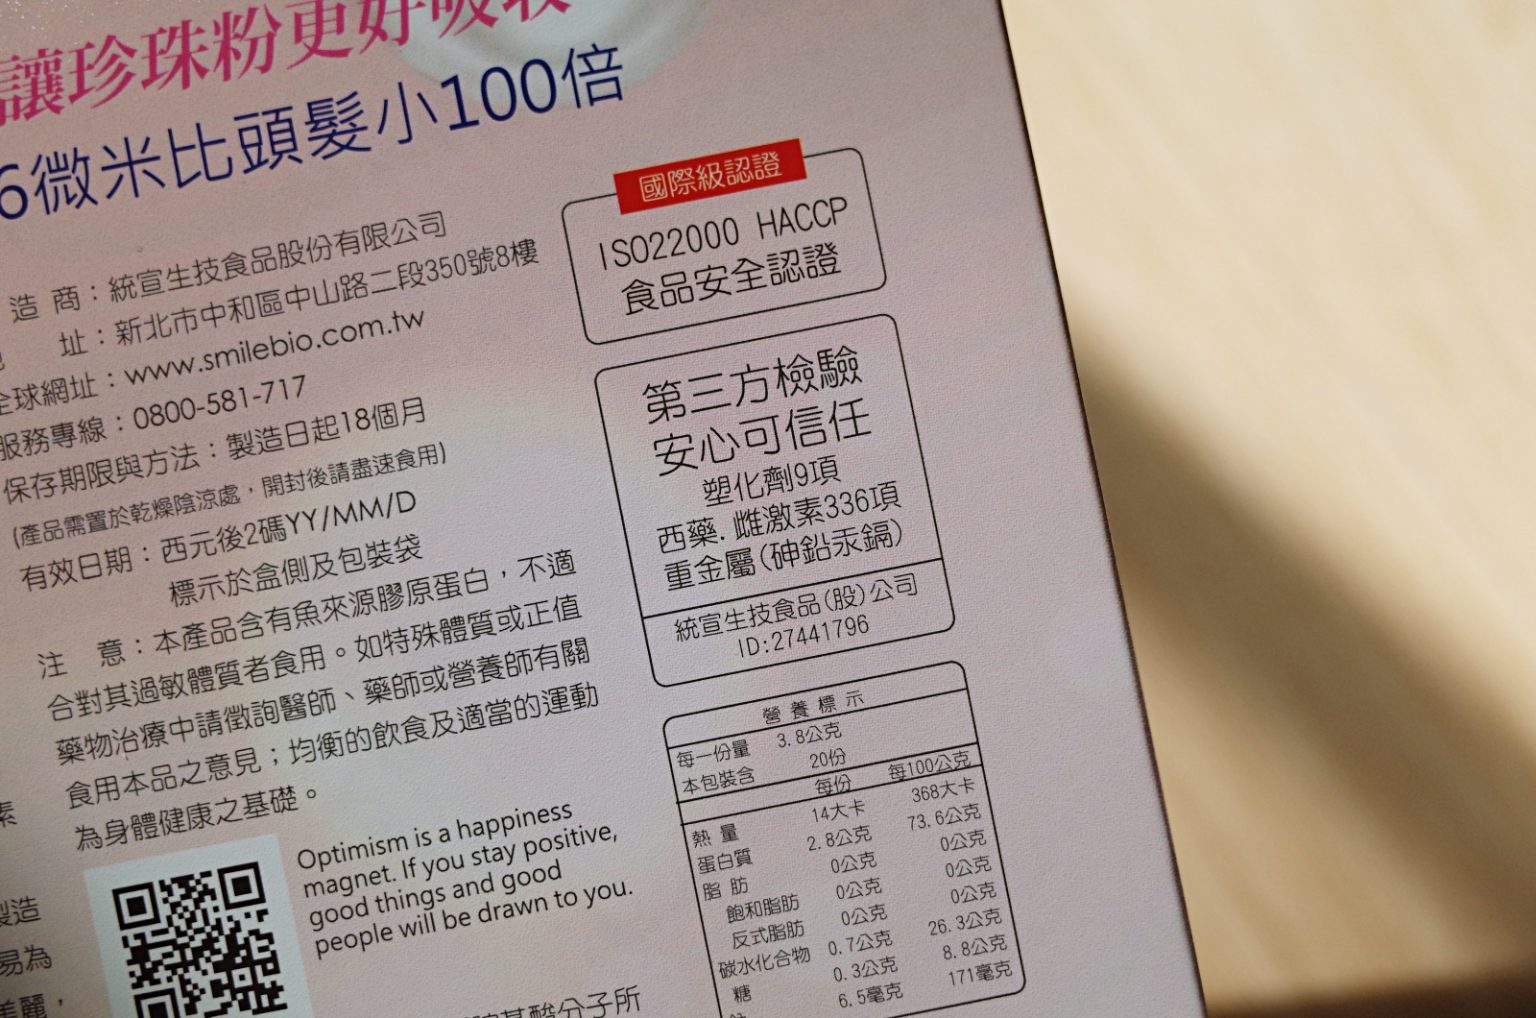 讓珍珠粉更好吸收
6微米比頭髮小100倍
造 商：統宣生技食品股份有限公司
址：新北市中和區中山路二段350號8樓
全球網址：www.smilebio.com.tw
服務專線：0800-581-717
保存期限與方法：製造日起18個月
(產品需置於乾燥陰涼處，開封後請盡速食用)
有效日期：西元後2碼YY/MM/D
標示於盒側及包裝袋
注 意：本產品含有魚來源膠原蛋白，不適
合對其過敏體質者食用。如特殊體質或正值
藥物治療中請徵詢醫師、藥師或營養師有關
食用本品之意見；均衡的飲食及適當的運動
為身體健康之基礎。
Optimism is a happiness
magnet. If you stay positive,
good things and good
people will be drawn to you.
素
製造
易為
美麗，
基酸分子所
國際級認證
ISO22000 HACCP
食品安全認證
第三方檢驗
安心可信任
塑化劑9項
西藥.雌激素336項
重金屬(砷鉛汞鎘)
統宣生技食品(股)公司
ID:27441796
營養標示
每一份量 3.8公克
本包裝含 20份
每份 每100公克
熱量 14大卡 368大卡
蛋白質 2.8公克 73.6公克
脂肪 0公克 0公克
飽和脂肪 0公克 0公克
反式脂肪 0公克 0公克
碳水化合物 0.7公克 26.3公克
糖 0.3公克 8.8公克
6.5毫克 171毫克